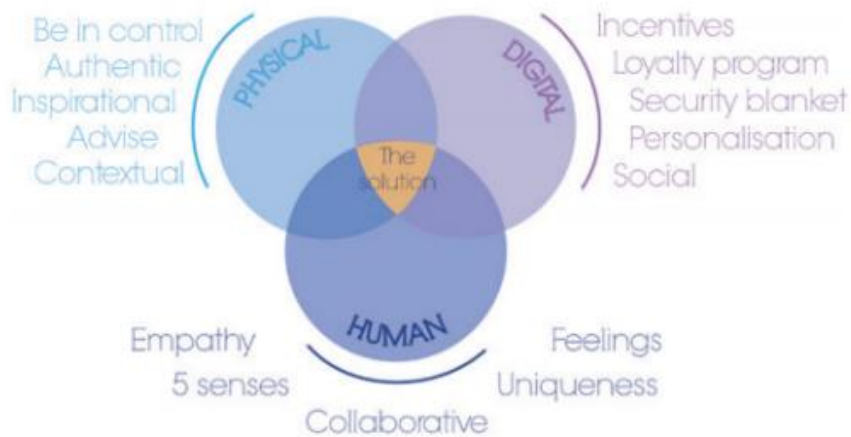 Be in control
Authentic
Inspirational
Advise
Contextual
PHYSICAL
DIGITAL
Incentives
Loyalty program
Security blanket
Personalisation
Social
The
solution
HUMAN
Empathy
5 senses
Collaborative
Feelings
Uniqueness